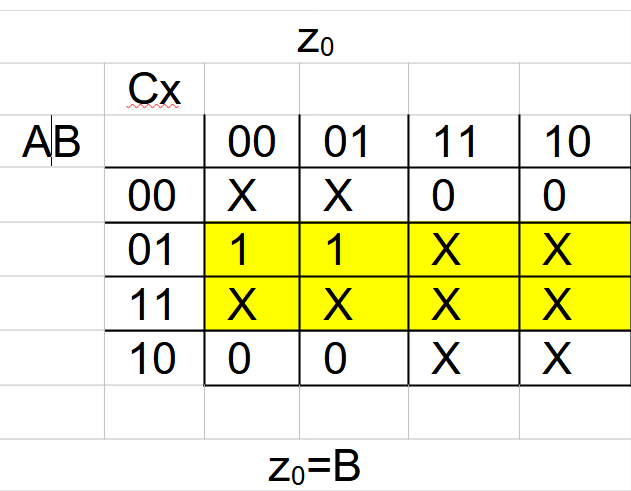 z₀
Cx
AB 00 01 11 10
00 X X 0 0
01 1 1 X X
11 X X X X
10 0 0 X X
z₀=B